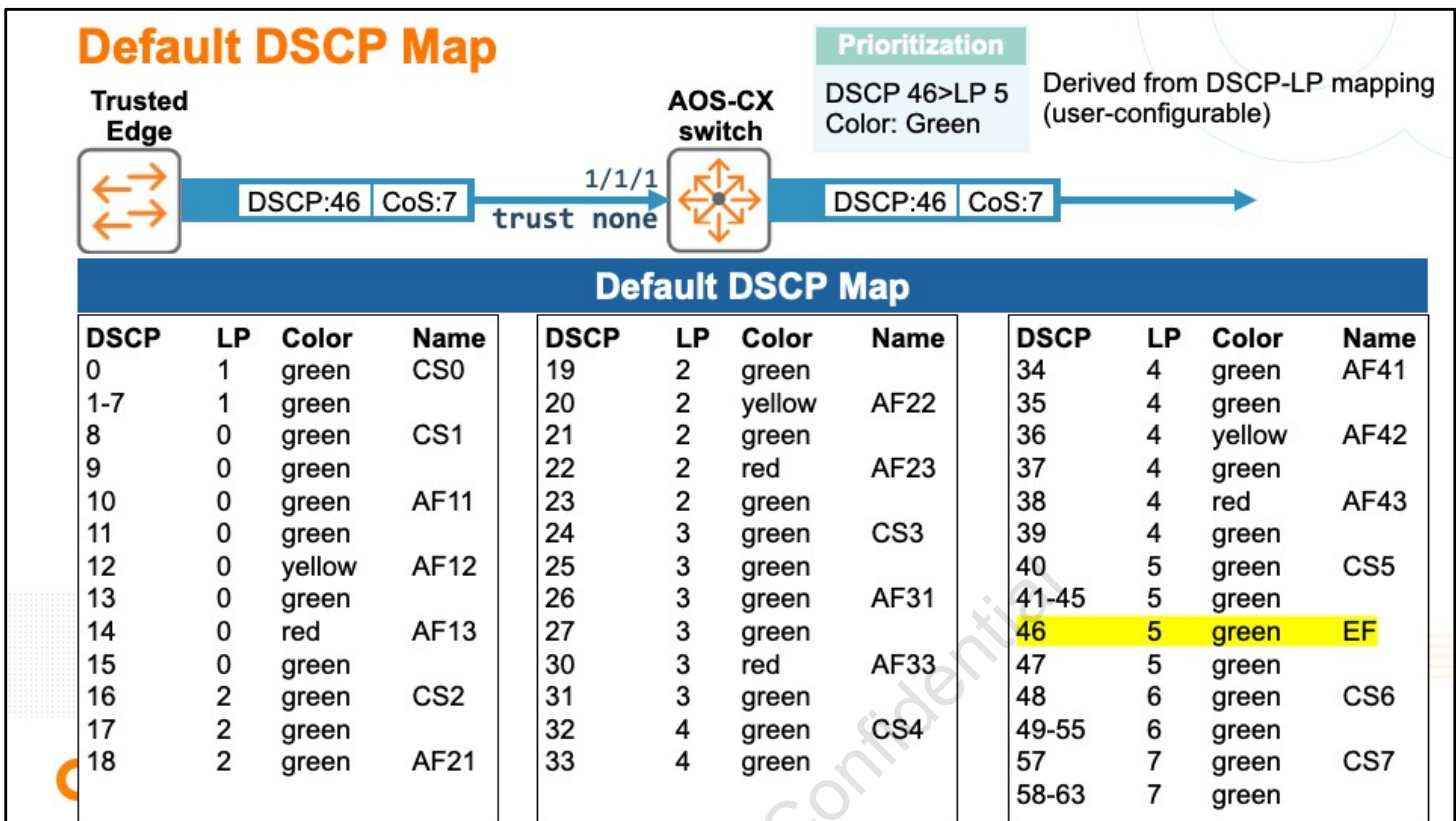 Default DSCP Map
Prioritization
DSCP 46>LP 5
Color: Green
Derived from DSCP-LP mapping
(user-configurable)
Trusted
Edge
AOS-CX
switch
DSCP:46 CoS:7
1/1/1
trust none
DSCP:46 CoS:7
Default DSCP Map
DSCP LP Color Name
0 1 green CS0
1-7 1 green
8 0 green CS1
9 0 green
10 0 green AF11
11 0 green
12 0 yellow AF12
13 0 green
14 0 red AF13
15 0 green
16 2 green CS2
17 2 green
18 2 green AF21
DSCP LP Color Name
19 2 green
20 2 yellow AF22
21 2 green
22 2 red AF23
23 2 green
24 3 green CS3
25 3 green
26 3 green AF31
27 3 green
30 3 red AF33
31 3 green
32 4 green CS4
33 4 green
DSCP LP Color Name
34 4 green AF41
35 4 green
36 4 yellow AF42
37 4 green
38 4 red AF43
39 4 green
40 5 green CS5
41-45 5 green
46 5 green EF
47 5 green
48 6 green CS6
49-55 6 green
57 7 green CS7
58-63 7 green
Confidential